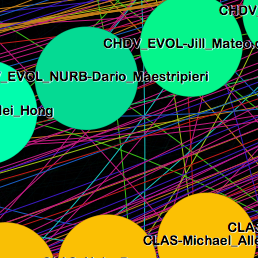 CHDV
CHDV_EVOL-Jill_Mateo
_EVOL_NURB-Dario_Maestripieri
ei_Hong
CLAS
CLAS-Michael_Alle